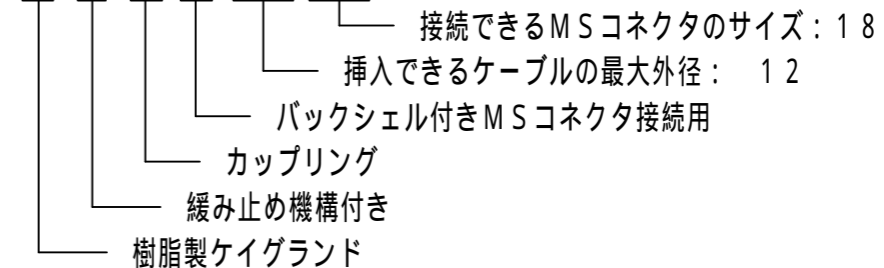 接続できるMSコネクタのサイズ：18
挿入できるケーブルの最大外径： 12
バックシェル付きMSコネクタ接続用
カップリング
緩み止め機構付き
樹脂製ケイグランド